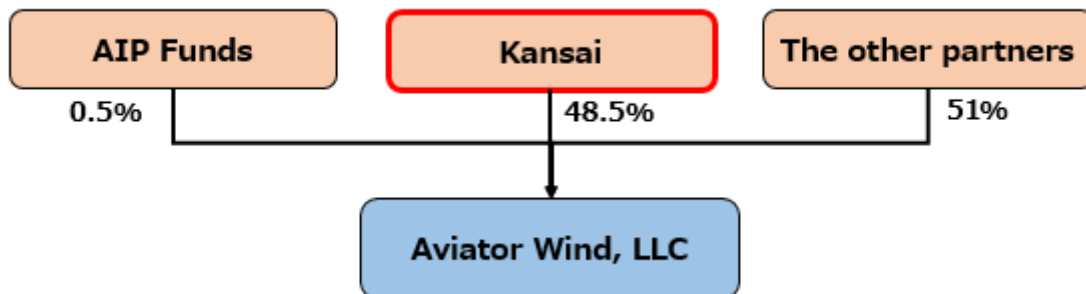 AIP Funds
Kansai
The other partners
0.5%
48.5%
51%
Aviator Wind, LLC